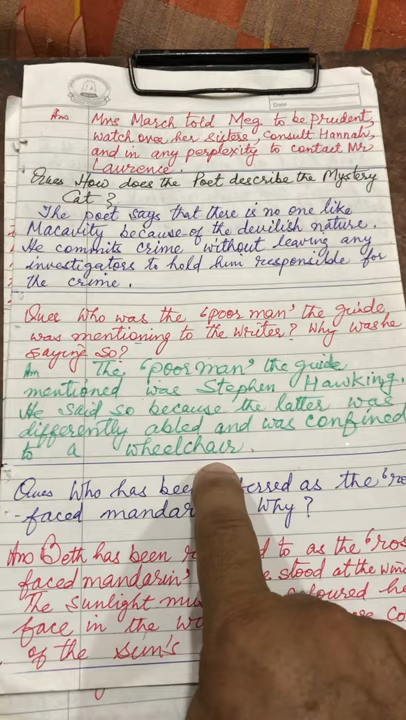 Date
Ans Mrs March told Meg to be prudent,
watch over her sisters, consult Hannah,
and in any perplexity to contact Mr
Laurence.
Ques How does the Poet describe the Mystery
Cat?
The poet says that there is no one like
Macavity because of the devilish nature.
He commits crime without leaving any
investigators to hold him responsible for
the crime.
Ques Who was the 'poor man' the guide
was mentioning to the writer? Why was he
saying so?
An The 'poor man' the guide
mentioned was Stephen Hawking.
He said so because the latter was
differently abled and was confined
to a wheelchair.
Ques Who has been as the
-faced mandar Why?
Ans Beth has been to as the
faced mandarin' stood at the
The sunlight
face in the
of the sun's